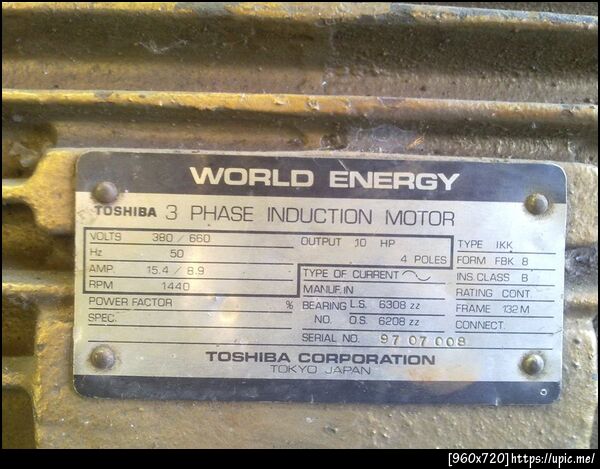 WORLD ENERGY
TOSHIBA 3 PHASE INDUCTION MOTOR
VOLTS 380 / 660
Hz 50
AMP. 15.4 / 8.9
RPM 1440
POWER FACTOR %
SPEC.
OUTPUT 10 HP
4 POLES
TYPE OF CURRENT ~
MANUF. IN
BEARING L.S. 6308 ZZ
NO. O.S. 6208 ZZ
SERIAL NO. 97 07 008
TYPE IKK
FORM FBK 8
INS. CLASS B
RATING CONT.
FRAME 132 M
CONNECT.
TOSHIBA CORPORATION
TOKYO JAPAN
[960x720]https://upic.me/